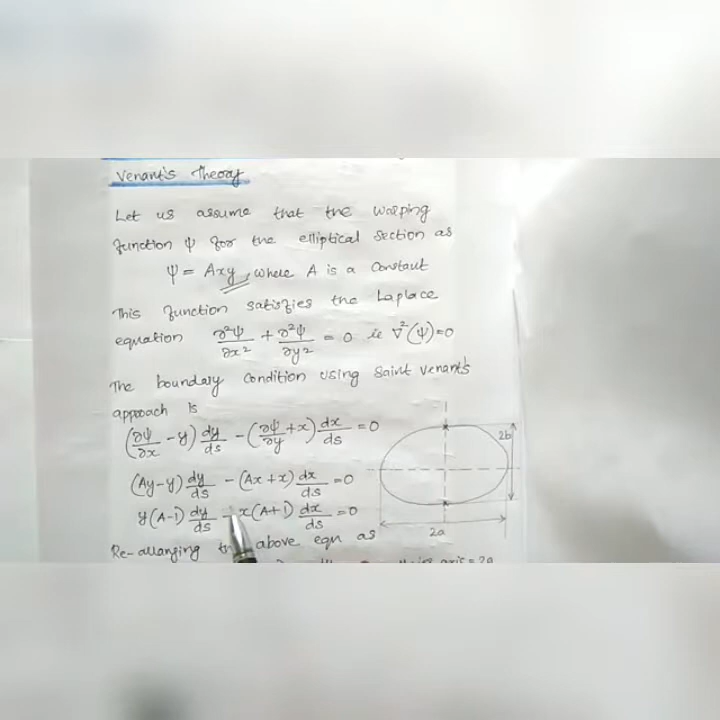 Venant's Theory
Let us assume that the warping
function ψ for the elliptical section as
ψ = Axy, where A is a constant
This function satisfies the Laplace
equation ∂²ψ/∂x² + ∂²ψ/∂y² = 0 ie ∇²(ψ)=0
The boundary condition using Saint Venant's
approach is
(∂ψ/∂x - y) dy/ds - (∂ψ/∂y + x) dx/ds = 0
(Ay-y) dy/ds - (Ax+x) dx/ds = 0
y(A-1) dy/ds - x(A+1) dx/ds = 0
2b
2a
Re-arranging above eqn as
axis = 2a